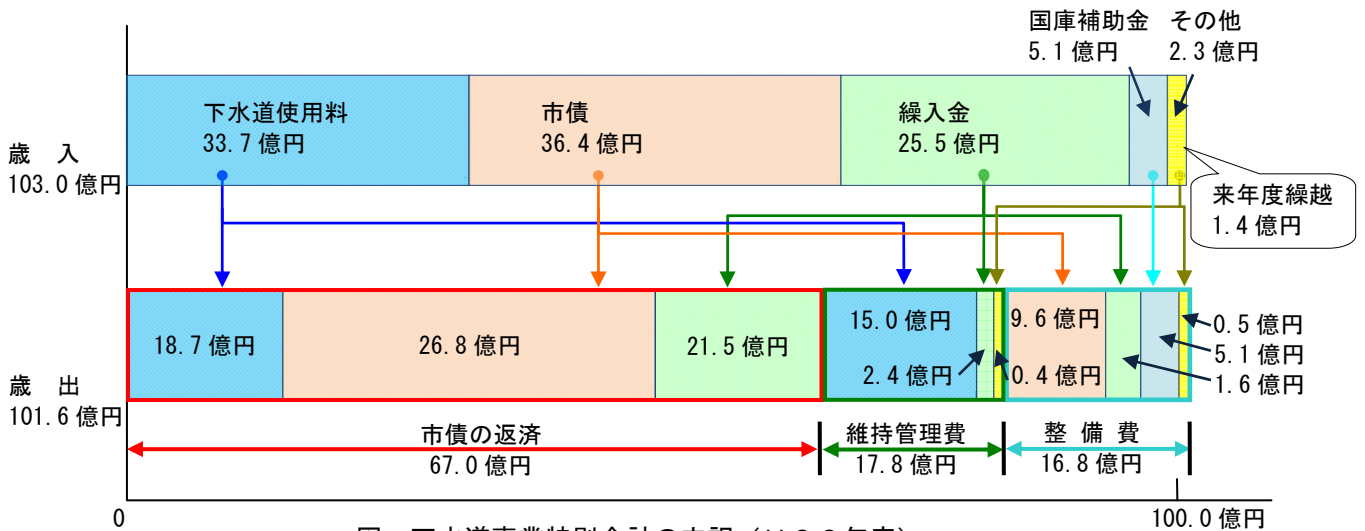 国庫補助金 その他
5.1億円 2.3億円
下水道使用料
33.7億円
市債
36.4億円
繰入金
25.5億円
歳 入
103.0億円
来年度繰越
1.4億円
18.7億円
26.8億円
21.5億円
15.0億円
2.4億円
0.4億円
9.6億円
0.5億円
5.1億円
1.6億円
歳 出
101.6億円
市債の返済
67.0億円
維持管理費
17.8億円
整 備 費
16.8億円
0
100.0億円